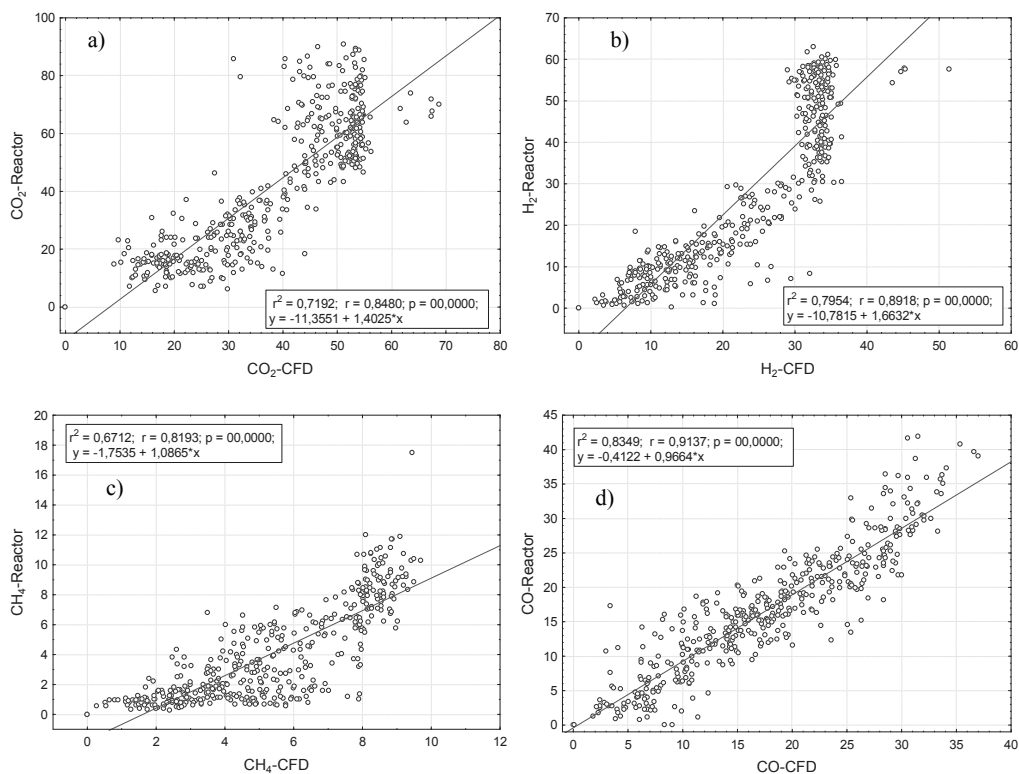 100
80
60
40
20
0
CO₂-Reactor
a)
r² = 0,7192; r = 0,8480; p = 00,0000;
y = -11,3551 + 1,4025*x
0 10 20 30 40 50 60 70 80
CO₂-CFD
70
60
50
40
30
20
10
0
H₂-Reactor
b)
r² = 0,7954; r = 0,8918; p = 00,0000;
y = -10,7815 + 1,6632*x
0 10 20 30 40 50 60
H₂-CFD
20
18
16
14
12
10
8
6
4
2
0
CH₄-Reactor
r² = 0,6712; r = 0,8193; p = 00,0000;
y = -1,7535 + 1,0865*x
c)
0 2 4 6 8 10 12
CH₄-CFD
45
40
35
30
25
20
15
10
5
0
CO-Reactor
r² = 0,8349; r = 0,9137; p = 00,0000;
y = -0,4122 + 0,9664*x
d)
0 5 10 15 20 25 30 35 40
CO-CFD